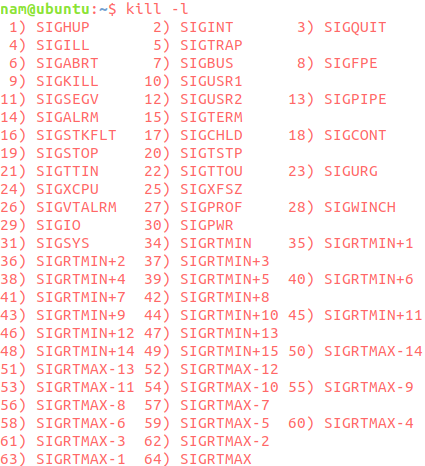 nam@ubuntu:~$ kill -l
 1) SIGHUP       2) SIGINT       3) SIGQUIT
 4) SIGILL       5) SIGTRAP
 6) SIGABRT      7) SIGBUS       8) SIGFPE
 9) SIGKILL     10) SIGUSR1
11) SIGSEGV     12) SIGUSR2     13) SIGPIPE
14) SIGALRM     15) SIGTERM
16) SIGSTKFLT   17) SIGCHLD     18) SIGCONT
19) SIGSTOP     20) SIGTSTP
21) SIGTTIN     22) SIGTTOU     23) SIGURG
24) SIGXCPU     25) SIGXFSZ
26) SIGVTALRM   27) SIGPROF     28) SIGWINCH
29) SIGIO       30) SIGPWR
31) SIGSYS      34) SIGRTMIN    35) SIGRTMIN+1
36) SIGRTMIN+2  37) SIGRTMIN+3
38) SIGRTMIN+4  39) SIGRTMIN+5  40) SIGRTMIN+6
41) SIGRTMIN+7  42) SIGRTMIN+8
43) SIGRTMIN+9  44) SIGRTMIN+10 45) SIGRTMIN+11
46) SIGRTMIN+12 47) SIGRTMIN+13
48) SIGRTMIN+14 49) SIGRTMIN+15 50) SIGRTMAX-14
51) SIGRTMAX-13 52) SIGRTMAX-12
53) SIGRTMAX-11 54) SIGRTMAX-10 55) SIGRTMAX-9
56) SIGRTMAX-8  57) SIGRTMAX-7
58) SIGRTMAX-6  59) SIGRTMAX-5  60) SIGRTMAX-4
61) SIGRTMAX-3  62) SIGRTMAX-2
63) SIGRTMAX-1  64) SIGRTMAX